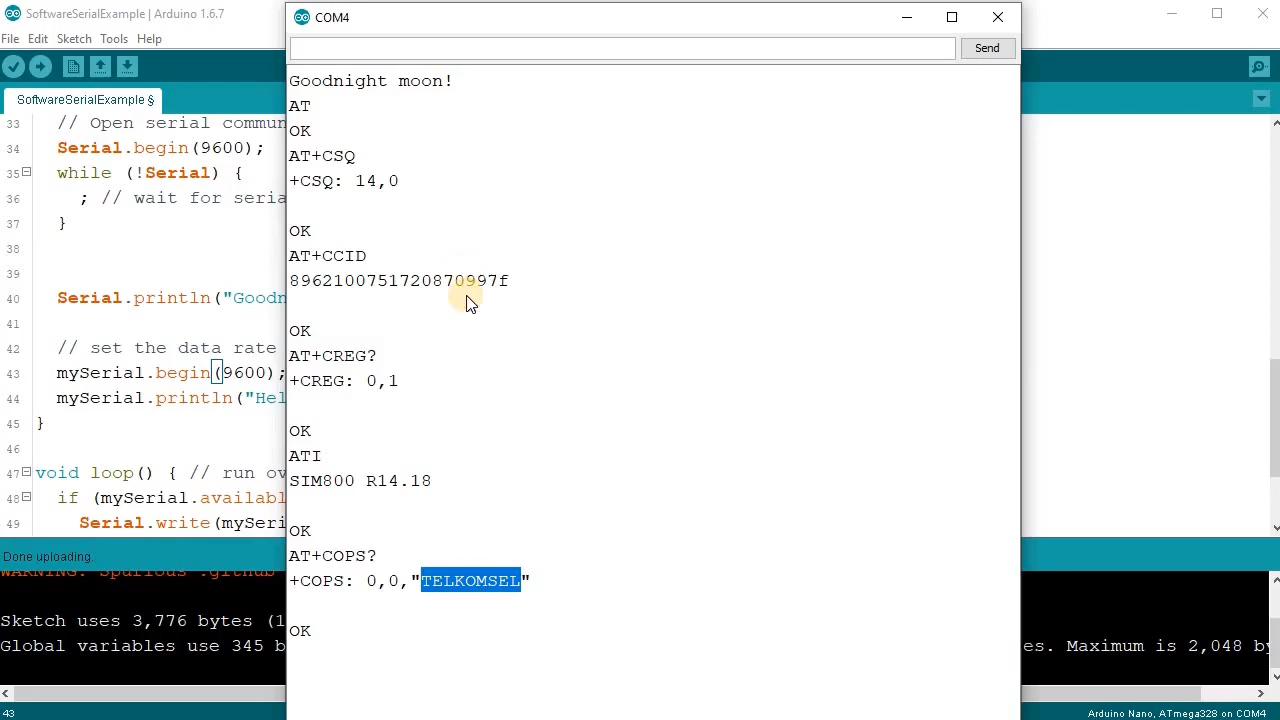 SoftwareSerialExample | Arduino 1.6.7
File Edit Sketch Tools Help
SoftwareSerialExample §
33 // Open serial commun
34 Serial.begin(9600);
35 while (!Serial) {
36 ; // wait for seria
37 }
38
39
40 Serial.println("Goodn
41
42 // set the data rate
43 mySerial.begin(9600);
44 mySerial.println("Hel
45 }
46
47 void loop() { // run ov
48 if (mySerial.availabl
49 Serial.write(mySeri
Done uploading.
WARNING: Spurious .github
Sketch uses 3,776 bytes (1
Global variables use 345 b
es. Maximum is 2,048 by
43
Arduino Nano, ATmega328 on COM4
COM4
Send
Goodnight moon!
AT
OK
AT+CSQ
+CSQ: 14,0
OK
AT+CCID
8962100751720870997f
OK
AT+CREG?
+CREG: 0,1
OK
ATI
SIM800 R14.18
OK
AT+COPS?
+COPS: 0,0,"TELKOMSEL"
OK